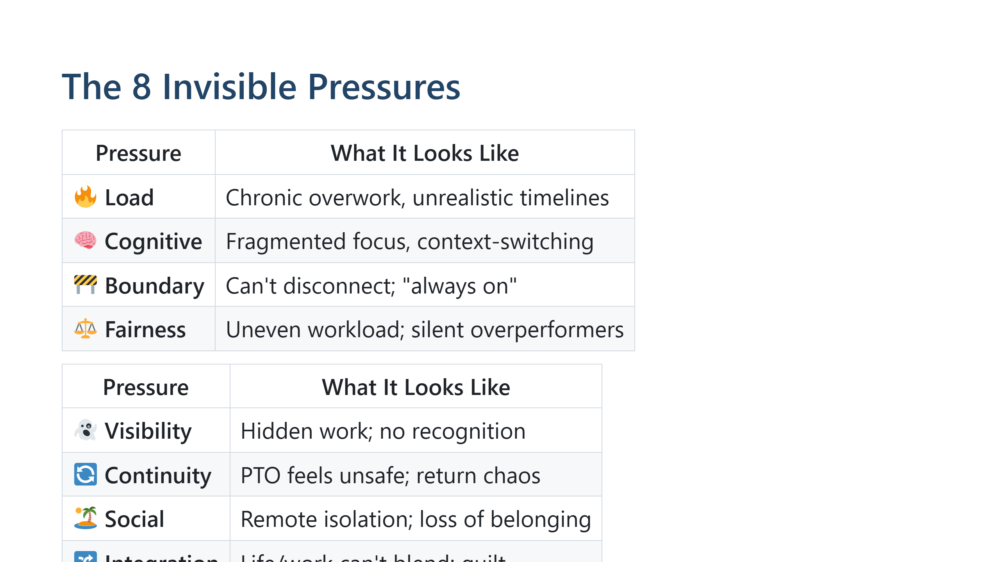 The 8 Invisible Pressures
Pressure What It Looks Like
🔥 Load Chronic overwork, unrealistic timelines
🧠 Cognitive Fragmented focus, context-switching
🚧 Boundary Can't disconnect; "always on"
⚖️ Fairness Uneven workload; silent overperformers
Pressure What It Looks Like
👻 Visibility Hidden work; no recognition
🔄 Continuity PTO feels unsafe; return chaos
🏝️ Social Remote isolation; loss of belonging
🔀 Integration Life/work can't blend; guilt